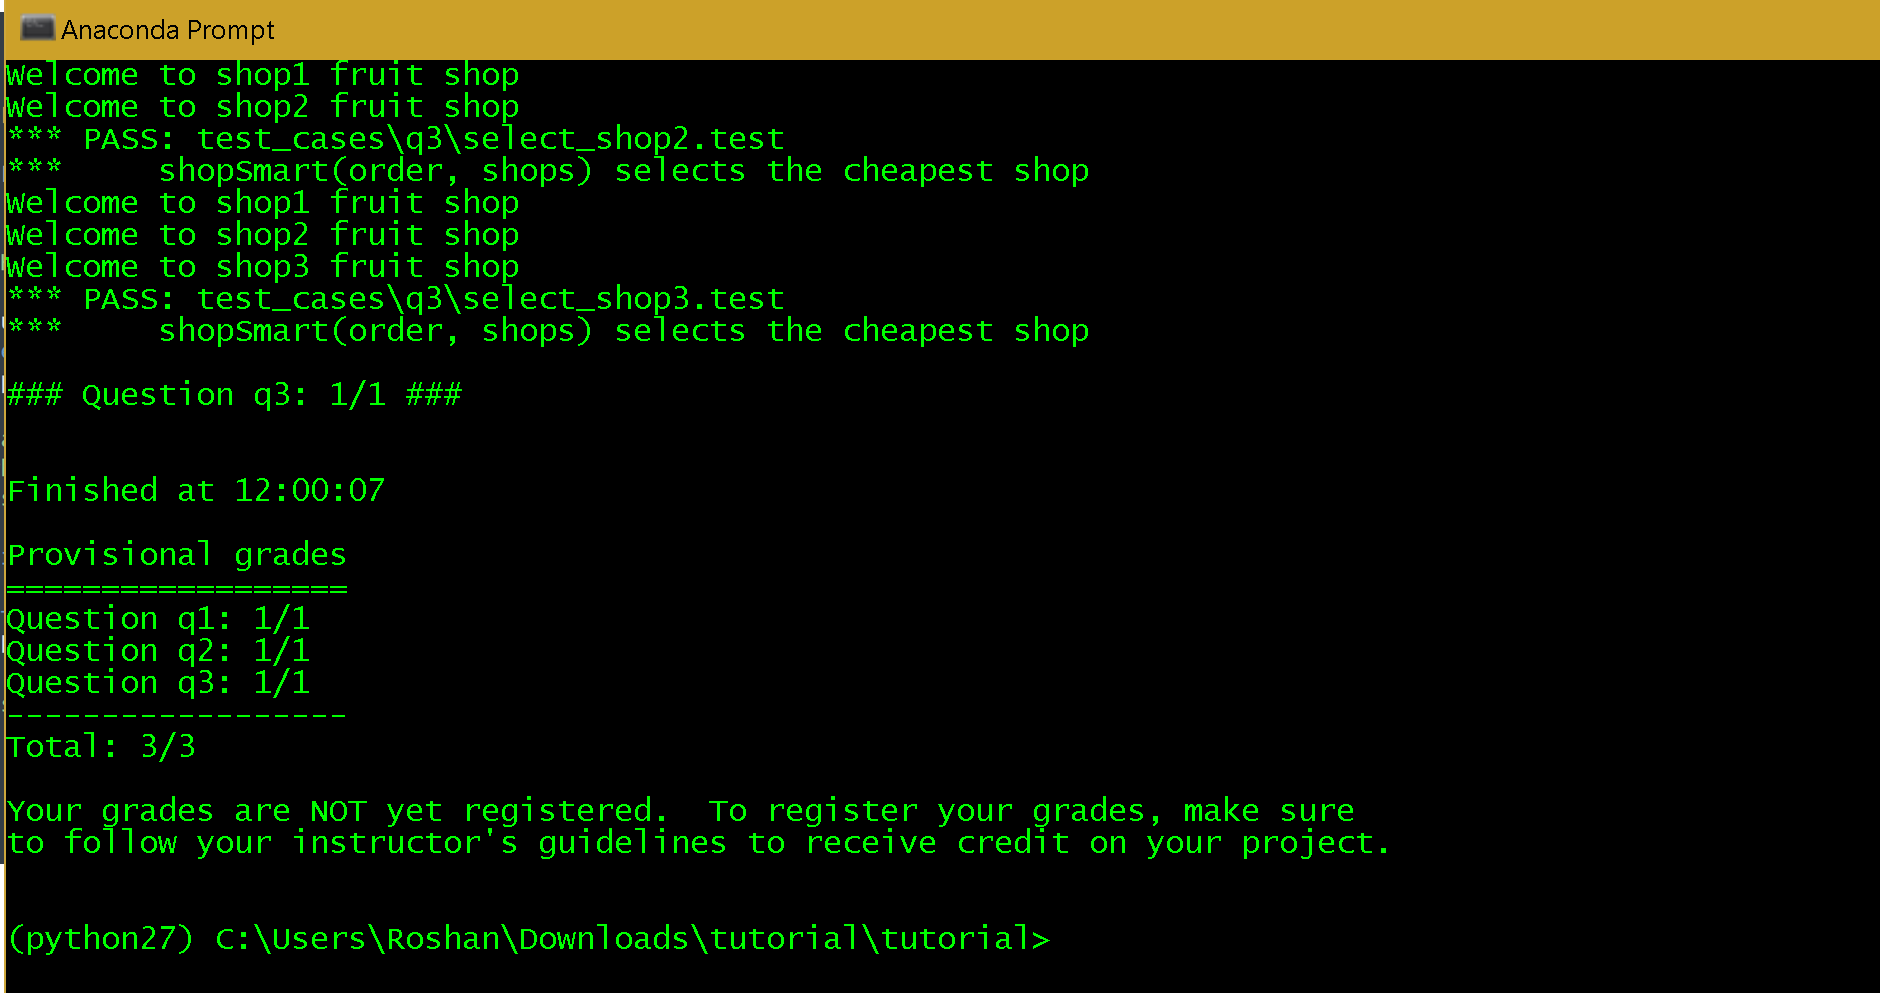 Anaconda Prompt
Welcome to shop1 fruit shop
Welcome to shop2 fruit shop
*** PASS: test_cases\q3\select_shop2.test
***     shopSmart(order, shops) selects the cheapest shop
Welcome to shop1 fruit shop
Welcome to shop2 fruit shop
Welcome to shop3 fruit shop
*** PASS: test_cases\q3\select_shop3.test
***     shopSmart(order, shops) selects the cheapest shop
### Question q3: 1/1 ###
Finished at 12:00:07
Provisional grades
==================
Question q1: 1/1
Question q2: 1/1
Question q3: 1/1
------------------
Total: 3/3
Your grades are NOT yet registered.  To register your grades, make sure
to follow your instructor's guidelines to receive credit on your project.
(python27) C:\Users\Roshan\Downloads\tutorial\tutorial>